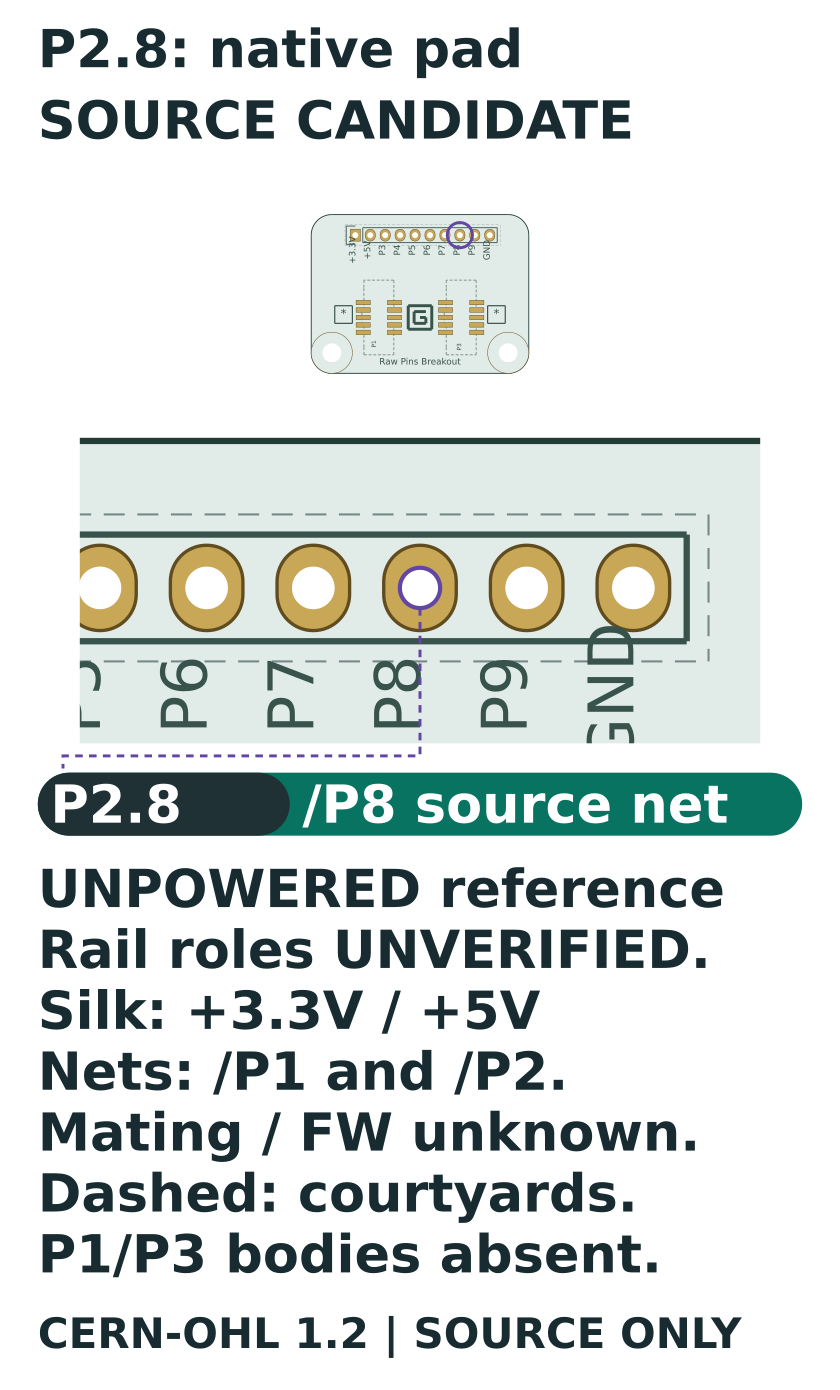 P2.8: native pad
SOURCE CANDIDATE
+3.3V +5V P3 P4 P5 P6 P7 P8 P9 GND
* *
P1 P3
Raw Pins Breakout
P5 P6 P7 P8 P9 GND
P2.8 /P8 source net
UNPOWERED reference
Rail roles UNVERIFIED.
Silk: +3.3V / +5V
Nets: /P1 and /P2.
Mating / FW unknown.
Dashed: courtyards.
P1/P3 bodies absent.
CERN-OHL 1.2 | SOURCE ONLY